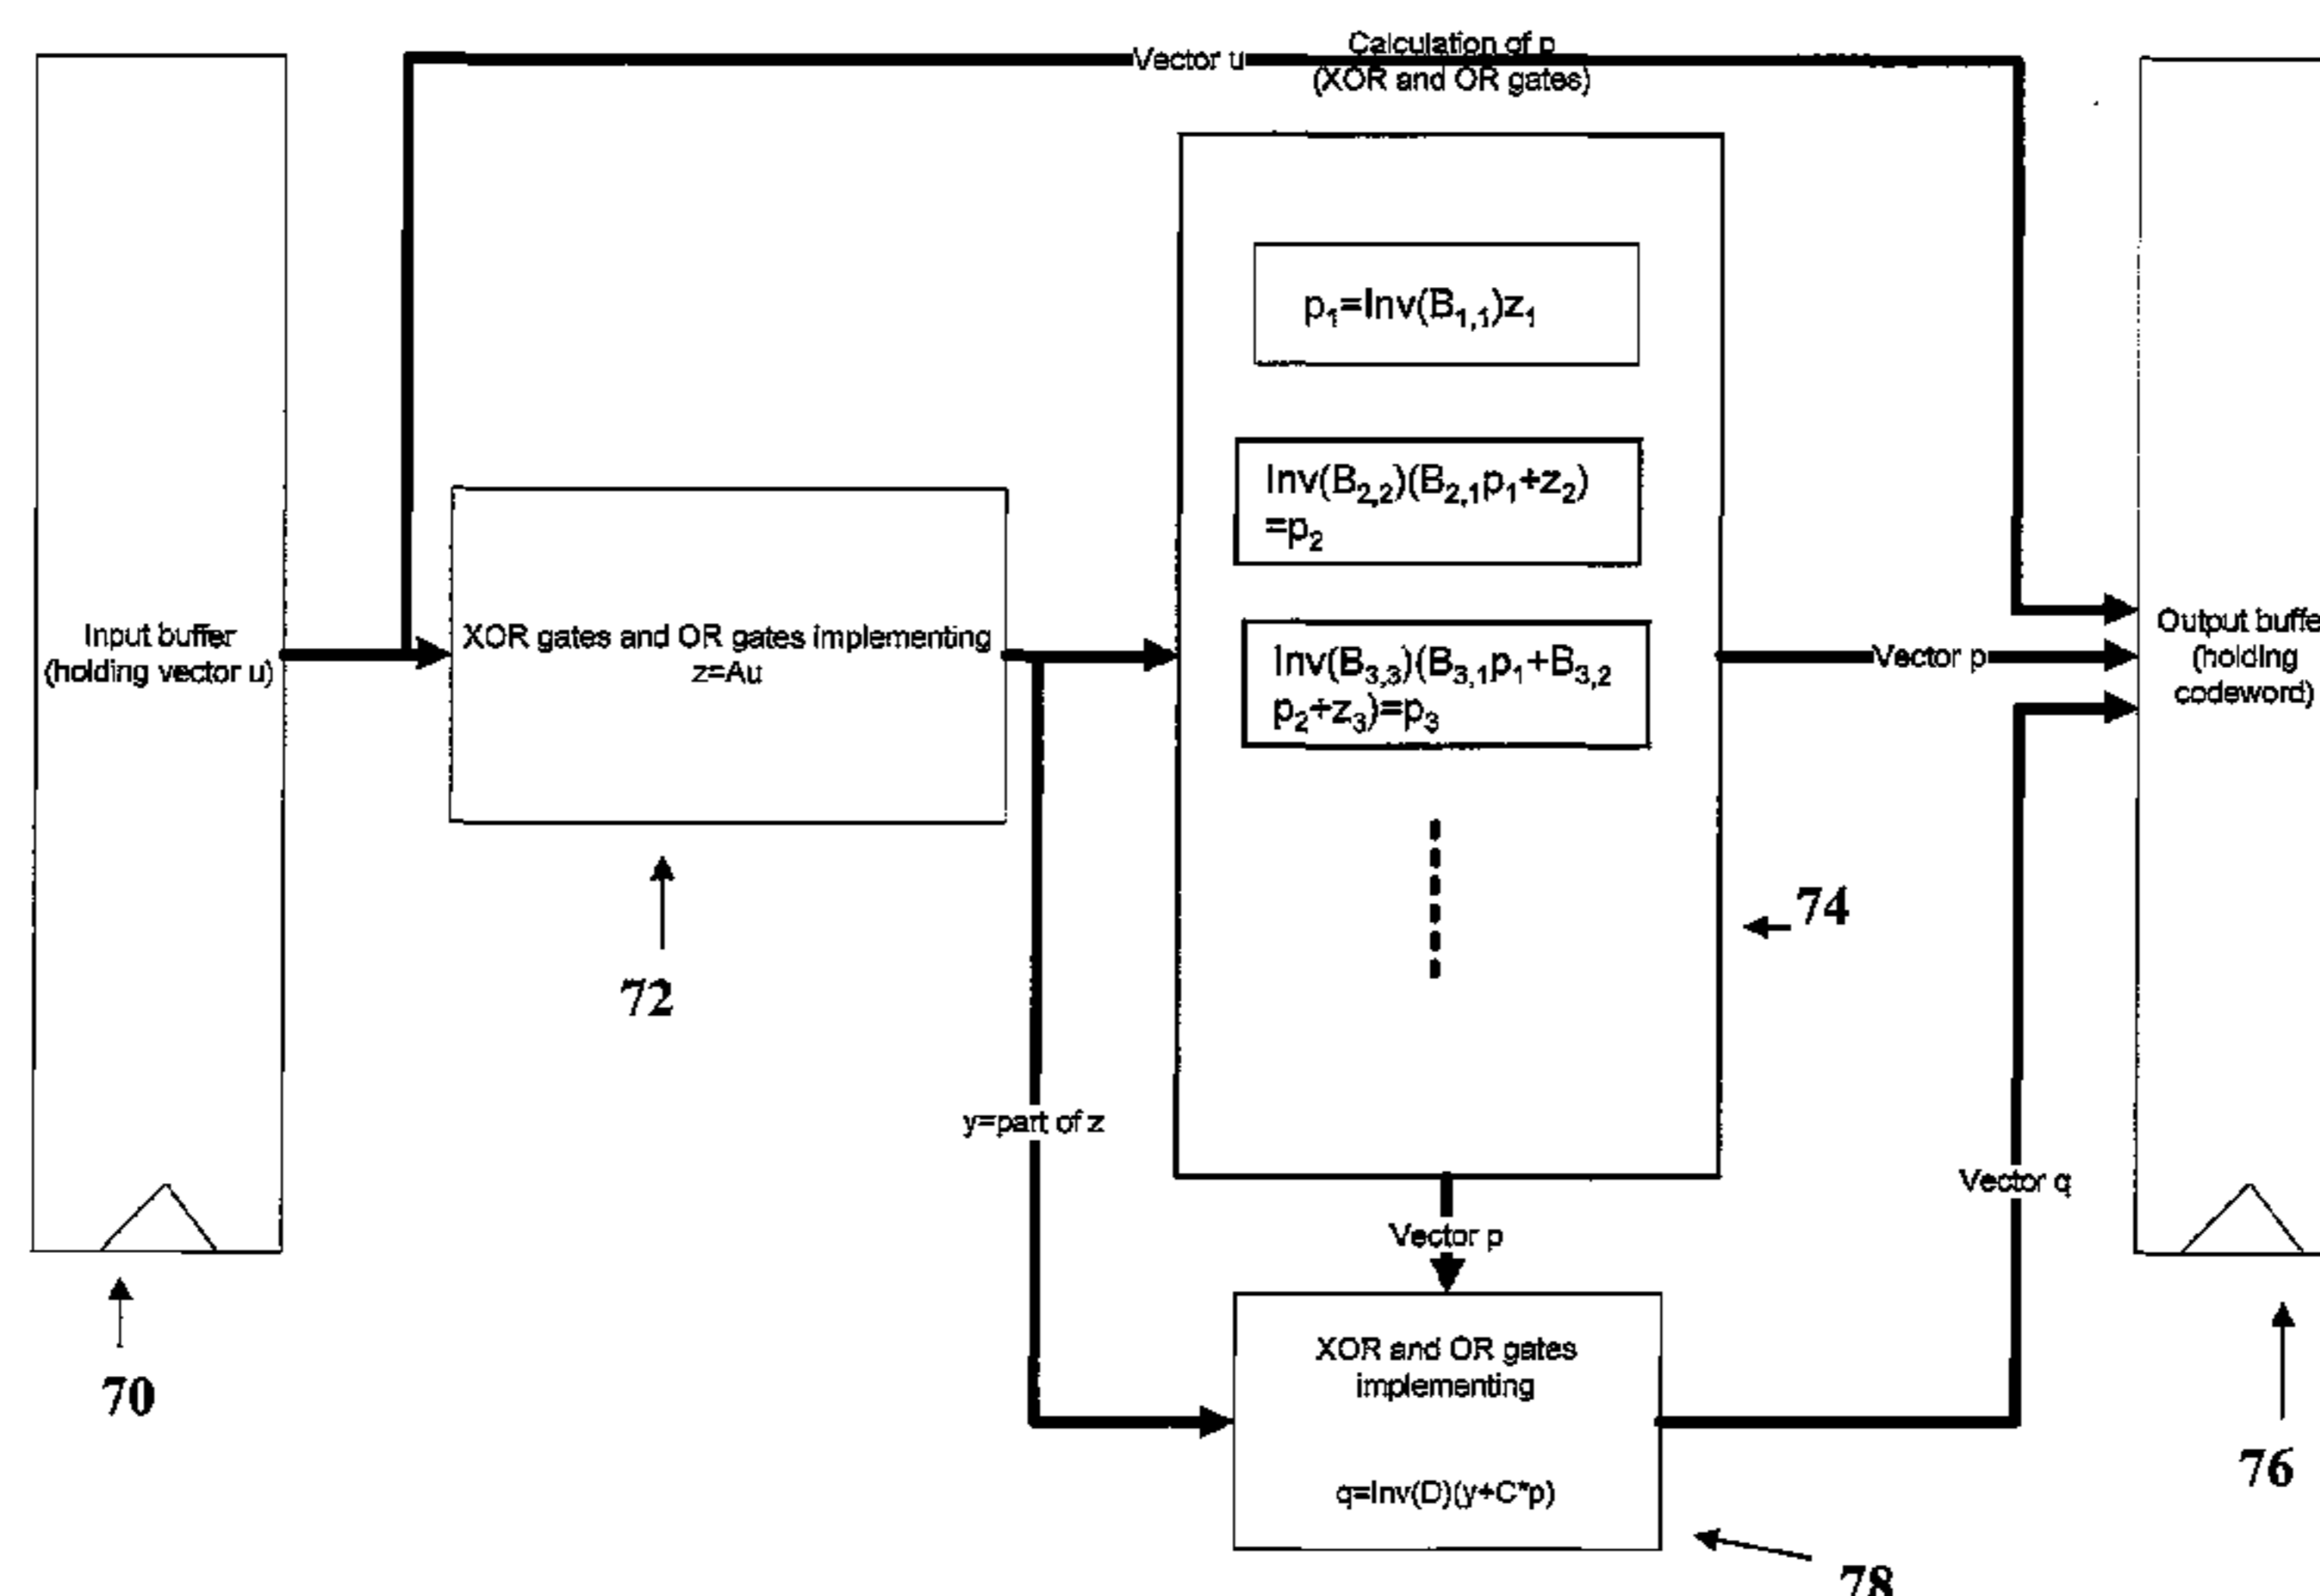 Vector u
Calculation of p
(XOR and OR gates)
p₁=Inv(B₁,₁)z₁
Inv(B₂,₂)(B₂,₁p₁+z₂)
=p₂
Input buffer
(holding vector u)
XOR gates and OR gates implementing
z=Au
Inv(B₃,₃)(B₃,₁p₁+B₃,₂
p₂+z₃)=p₃
Vector p
Output buffe
(holding
codeword)
74
72
y=part of z
Vector q
Vector p
XOR and OR gates
implementing
q=Inv(D)(y+C*p)
70
76
78